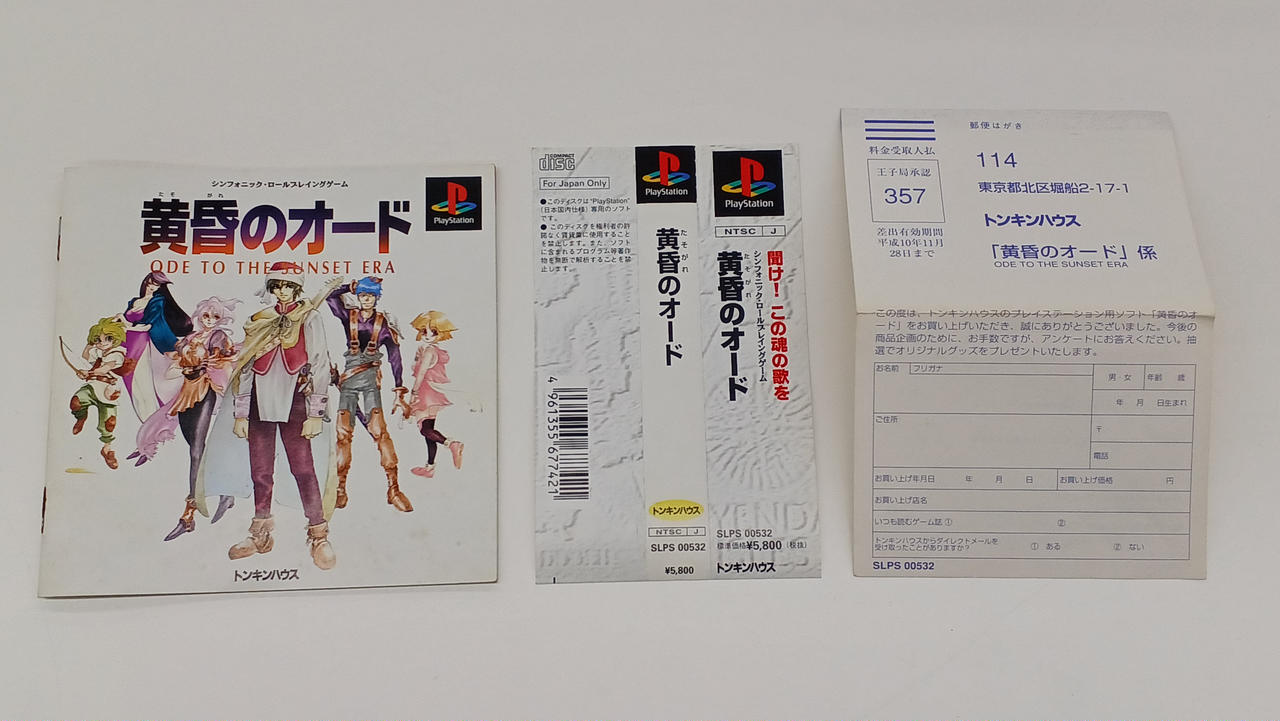 シンフォニック・ロールプレイングゲーム
たそ がれ
黄昏のオード
ODE TO THE SUNSET ERA
PlayStation
トンキンハウス
COMPACT
disc
For Japan Only
●このディスクは"PlayStation"
(日本国内仕様)専用のソフト
です。
●このディスクを権利者の許
諾なく賃貸業に使用すること
を禁止します。また、ソフト
に含まれるプログラム等著作
物を無断で解析することを禁
止します。
4 961355 677421
PlayStation
たそがれ
黄昏のオード
トンキンハウス
NTSC J
SLPS 00532
¥5,800
PlayStation
NTSC J
聞け!この魂の歌を
シンフォニック・ロールプレイングゲーム
たそがれ
黄昏のオード
SLPS 00532
標準価格¥5,800(税抜)
トンキンハウス
郵便はがき
料金受取人払
王子局承認
357
差出有効期間
平成10年11月
28日まで
114
東京都北区堀船2-17-1
トンキンハウス
「黄昏のオード」係
ODE TO THE SUNSET ERA
この度は、トンキンハウスのプレイステーション用ソフト「黄昏のオ
ード」をお買い上げいただき、誠にありがとうございました。今後の
商品企画のために、お手数ですが、アンケートにお答えください。抽
選でオリジナルグッズをプレゼントいたします。
お名前 フリガナ
男・女 年齢 歳
年 月 日生まれ
ご住所
〒
電話
お買い上げ年月日 年 月 日 お買い上げ価格 円
お買い上げ店名
いつも読むゲーム誌 ① ②
トンキンハウスからダイレクトメールを
受け取ったことがありますか? ① ある ② ない
SLPS 00532